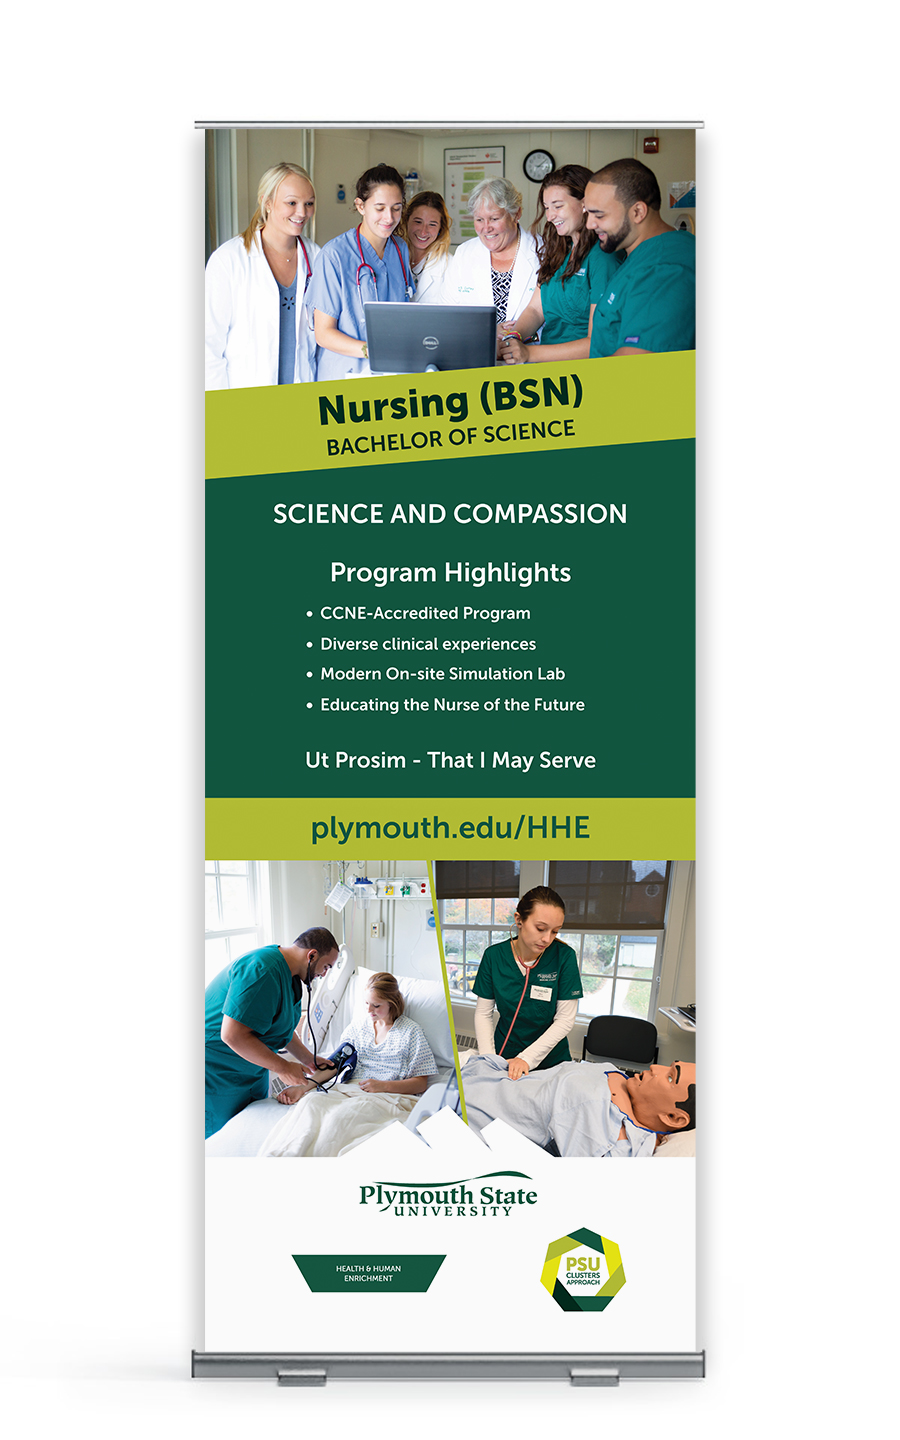 DELL
Nursing (BSN)
BACHELOR OF SCIENCE
SCIENCE AND COMPASSION
Program Highlights
• CCNE-Accredited Program
• Diverse clinical experiences
• Modern On-site Simulation Lab
• Educating the Nurse of the Future
Ut Prosim - That I May Serve
plymouth.edu/HHE
Plymouth State
UNIVERSITY
HEALTH & HUMAN
ENRICHMENT
PSU
CLUSTERS
APPROACH